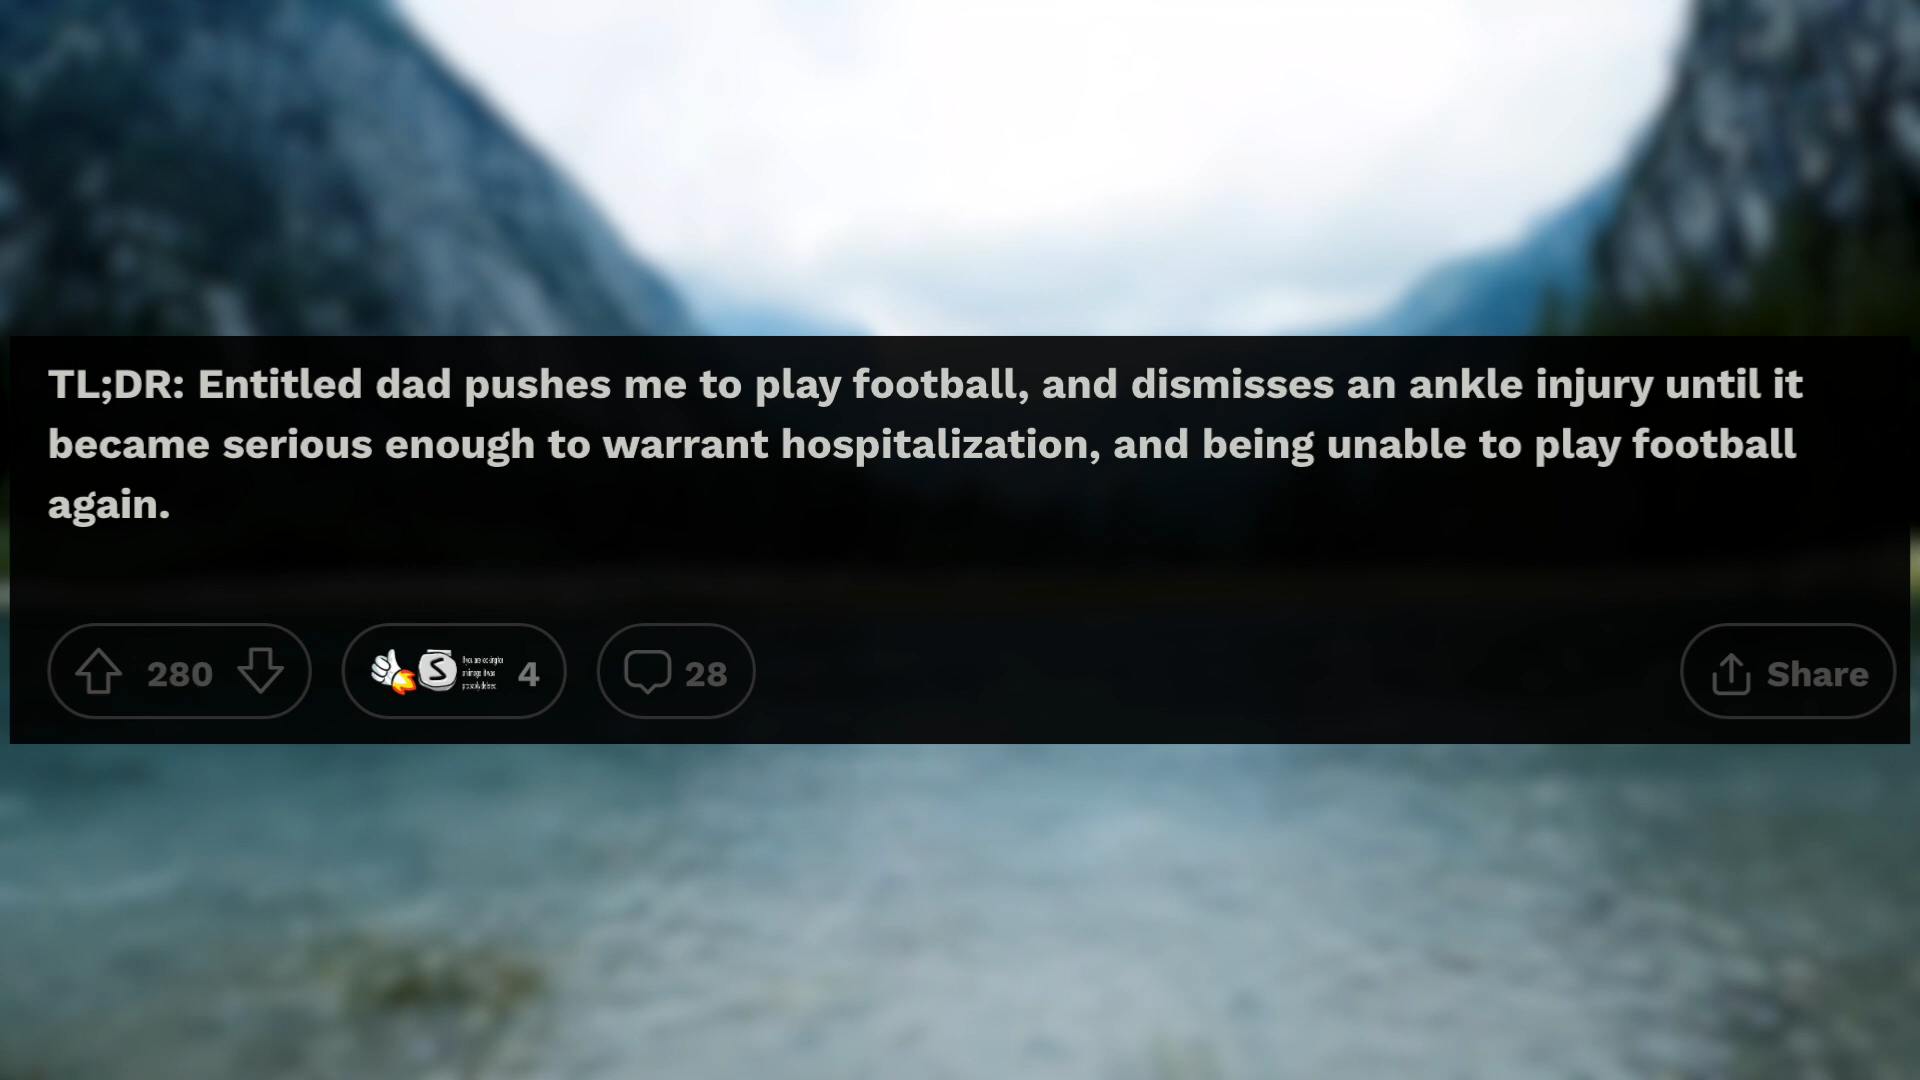 TL;DR: Entitled dad pushes me to play football, and dismisses an ankle injury until it
became serious enough to warrant hospitalization, and being unable to play football
again.
280 4 28 Share